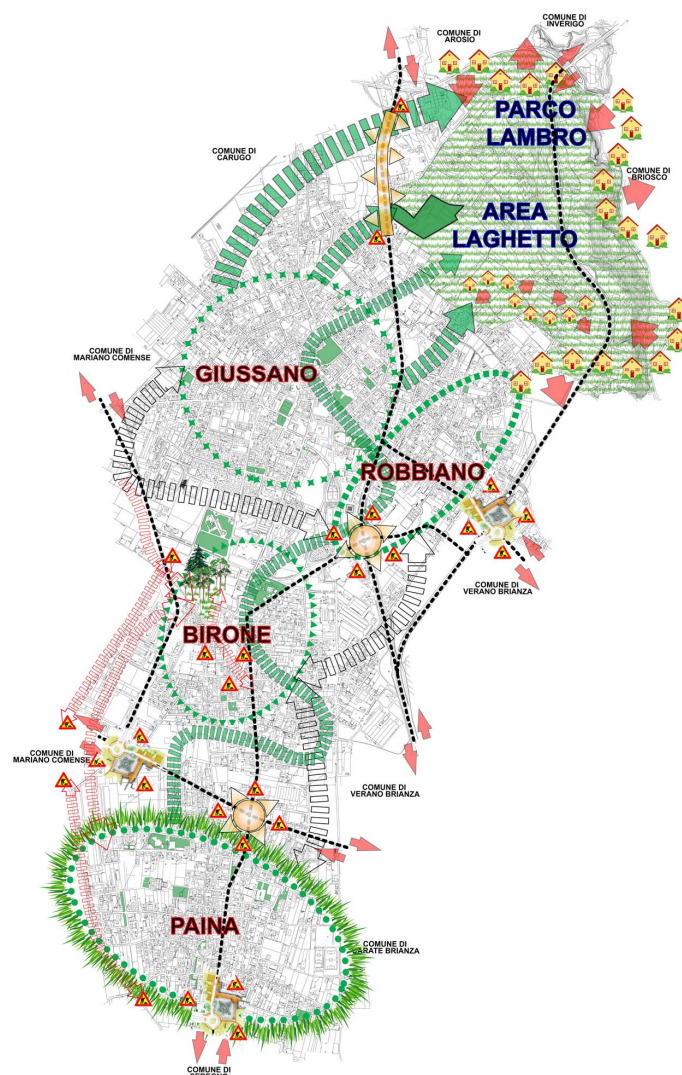 COMUNE DI
INVERIGO
COMUNE DI
AROSIO
PARCO
LAMBRO
COMUNE DI
CARUGO
COMUNE DI
BRIOSCO
AREA
LAGHETTO
COMUNE DI
MARIANO COMENSE
GIUSSANO
ROBBIANO
COMUNE DI
VERANO BRIANZA
BIRONE
COMUNE DI
MARIANO COMENSE
COMUNE DI
VERANO BRIANZA
PAINA
COMUNE DI
CARATE BRIANZA
COMUNE DI